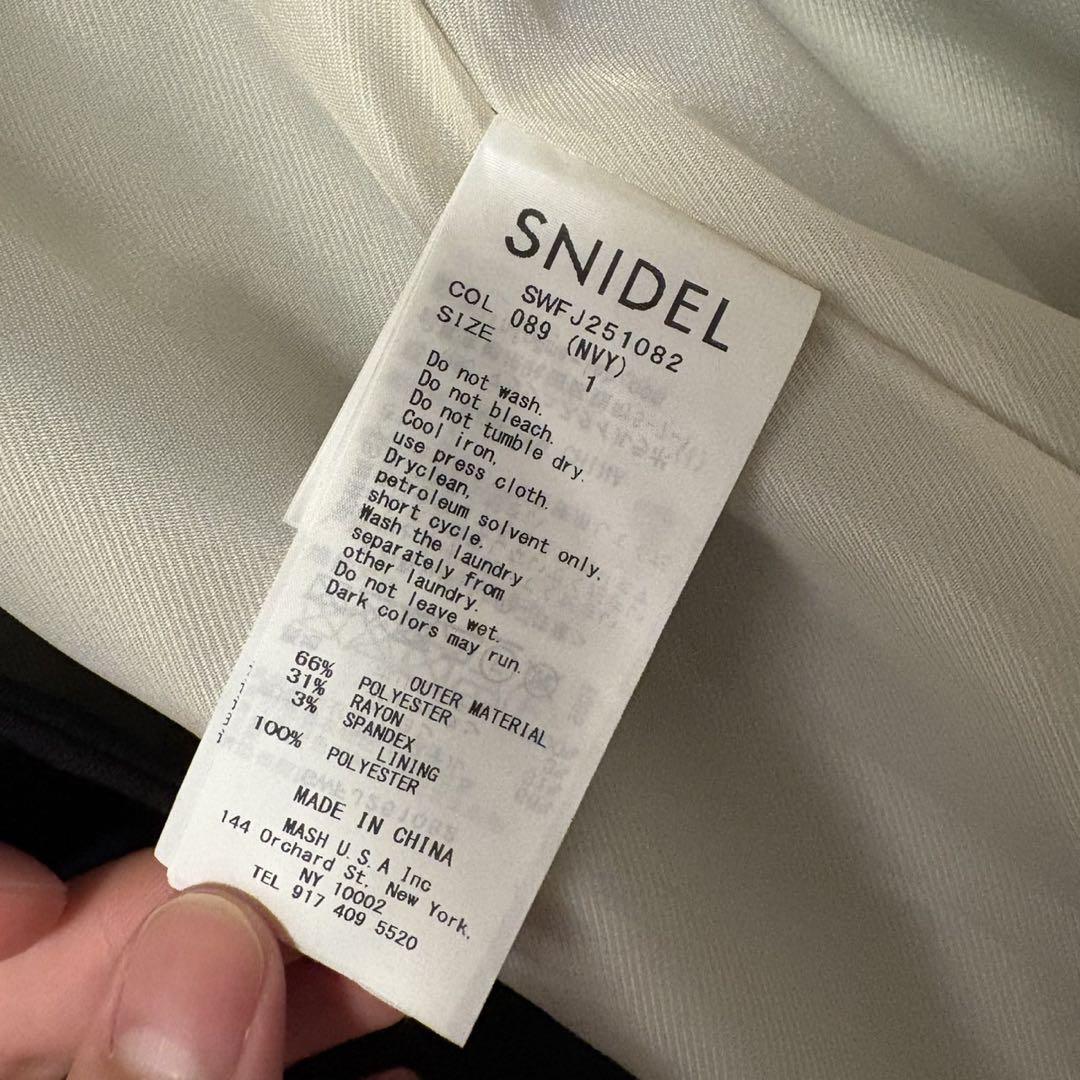 SNIDEL
SWFJ251082
COL 089 (NVY)
SIZE 1
Do not wash.
Do not bleach.
Do not tumble dry.
Cool iron,
use press cloth.
Dryclean,
petroleum solvent only,
short cycle.
Wash the laundry
separately from
other laundry.
Do not leave wet.
Dark colors may run.
OUTER MATERIAL
66% POLYESTER
31% RAYON
3% SPANDEX
LINING
100% POLYESTER
MADE IN CHINA
MASH U.S.A Inc
144 Orchard St, New York,
NY 10002
TEL 917 409 5520